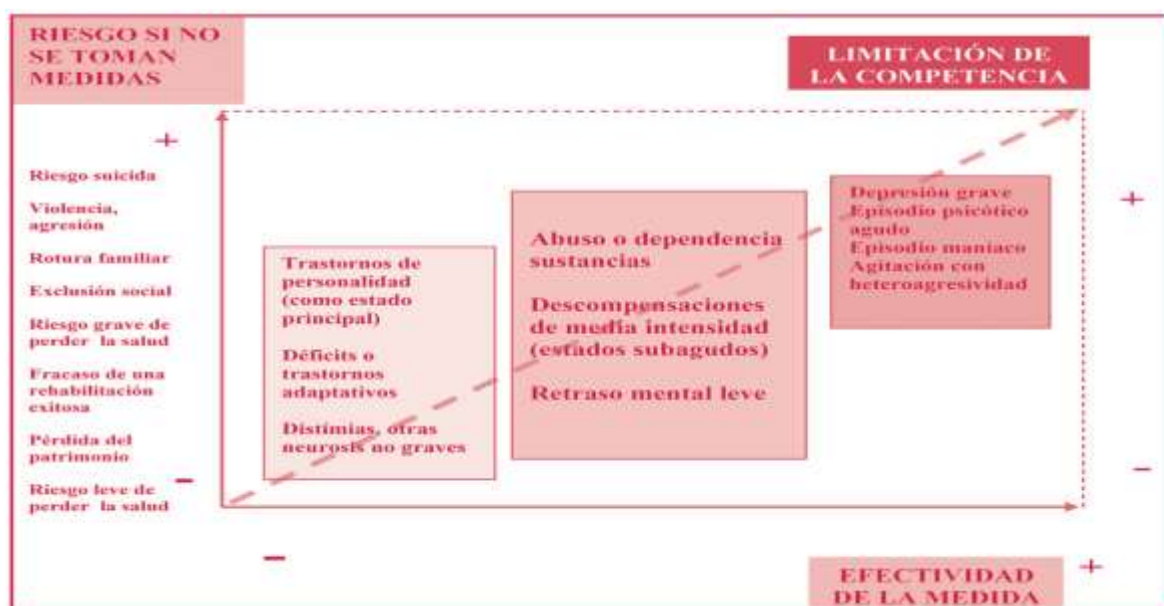 RIESGO SI NO
SE TOMAN
MEDIDAS
LIMITACIÓN DE
LA COMPETENCIA
+
Riesgo suicida
Violencia,
agresión
Rotura familiar
Exclusión social
Riesgo grave de
perder la salud
Fracaso de una
rehabilitación
exitosa
Pérdida del
patrimonio
–
Riesgo leve de
perder la salud
Trastornos de
personalidad
(como estado
principal)
Déficits o
trastornos
adaptativos
Distímias, otras
neurosis no graves
Abuso o dependencia
sustancias
Descompensaciones
de media intensidad
(estados subagudos)
Retraso mental leve
Depresión grave
Episodio psicótico
agudo
Episodio maníaco
Agitación con
heteroagresividad
+
–
–
+
EFECTIVIDAD
DE LA MEDIDA